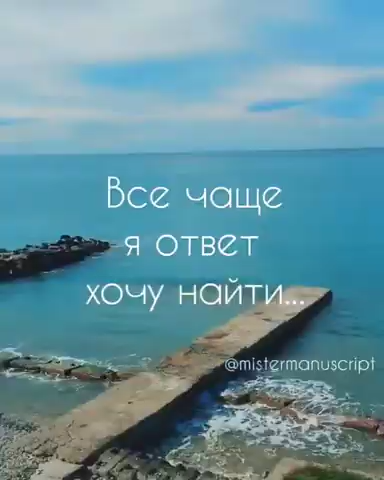 Все чаще
я ответ
хочу найти...
@mistermanuscript